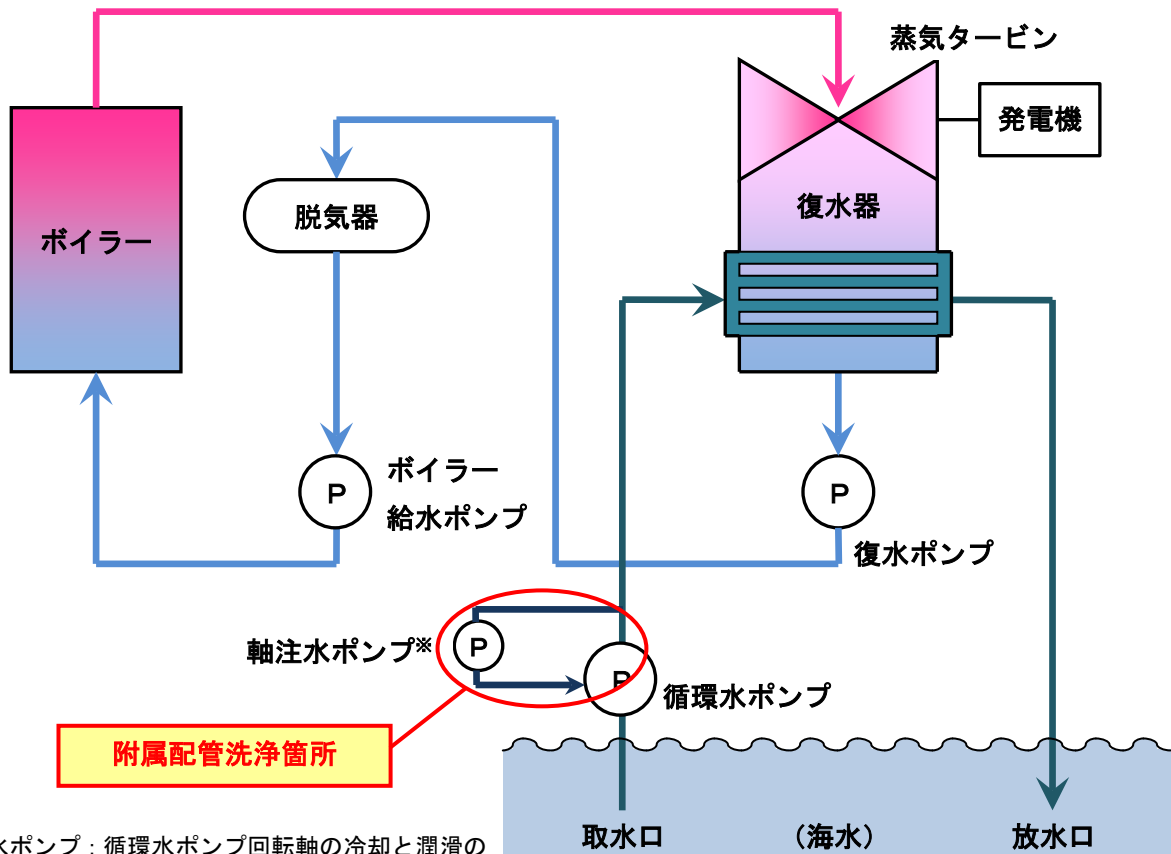 蒸気タービン
発電機
ボイラー
脱気器
復水器
P
ボイラー
給水ポンプ
P
復水ポンプ
軸注水ポンプ※
P
P
循環水ポンプ
附属配管洗浄箇所
取水口
（海水）
放水口
水ポンプ：循環水ポンプ回転軸の冷却と潤滑の